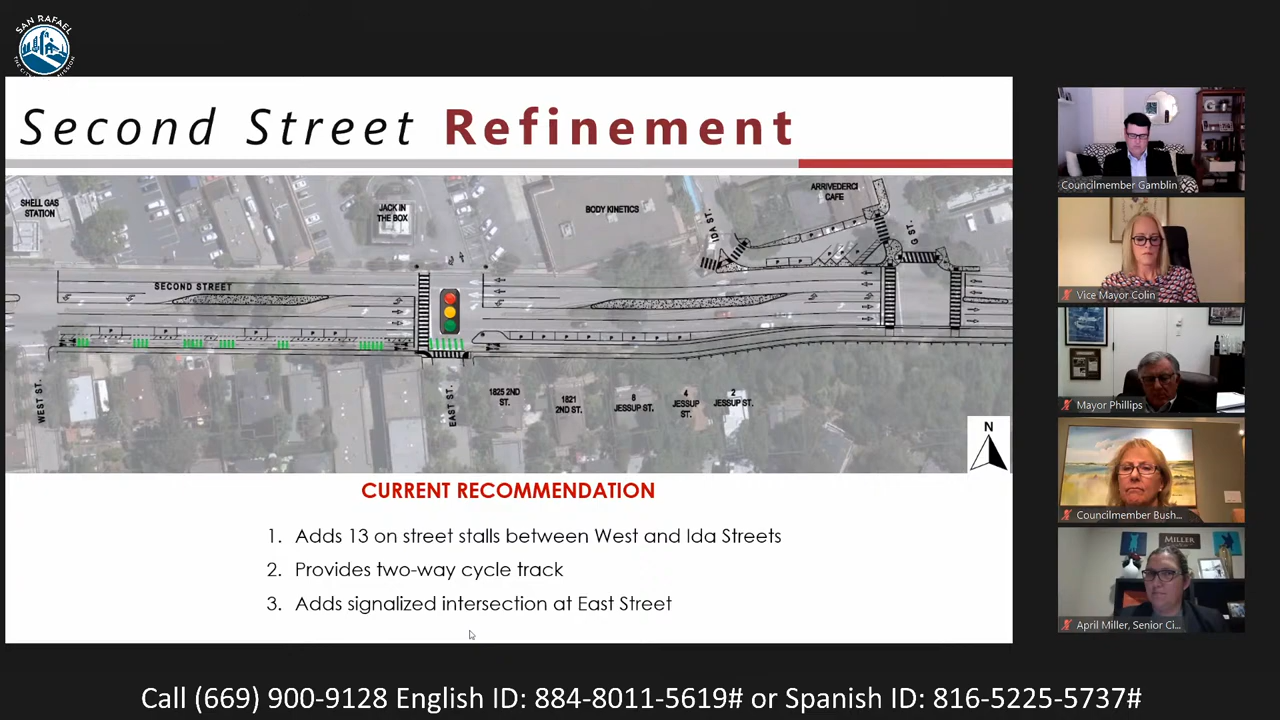 SAN RAFAEL
Second Street Refinement
SHELL GAS
STATION
JACK IN
THE BOX
BODY KINETICS
ARRIVEDERCI
CAFE
IDA ST.
G ST.
SECOND STREET
WEST ST.
EAST ST.
1825 2ND
ST.
1821
2ND ST.
8
JESSUP ST.
4
JESSUP
ST.
2
JESSUP ST.
N
CURRENT RECOMMENDATION
1. Adds 13 on street stalls between West and Ida Streets
2. Provides two-way cycle track
3. Adds signalized intersection at East Street
Councilmember Gamblin
Vice Mayor Colin
Mayor Phillips
Councilmember Bush...
MILLER
April Miller, Senior Ci...
Call (669) 900-9128 English ID: 884-8011-5619# or Spanish ID: 816-5225-5737#